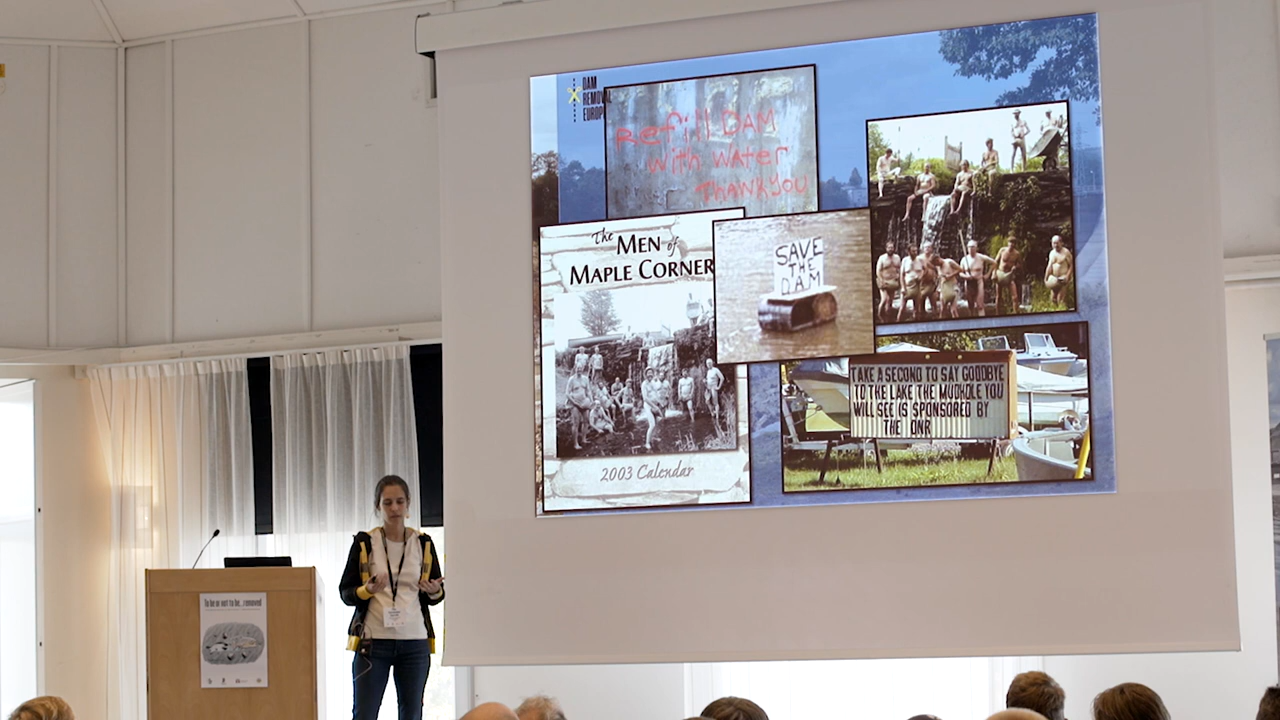 DAM
REMOVAL
EUROPE
Refill DAM
with water
THANK YOU
The MEN of
MAPLE CORNER
2003 Calendar
SAVE
THE
DAM
TAKE A SECOND TO SAY GOODBYE
TO THE LAKE THE MUDHOLE YOU
WILL SEE IS SPONSORED BY
THE DNR
To be or not to be... removed